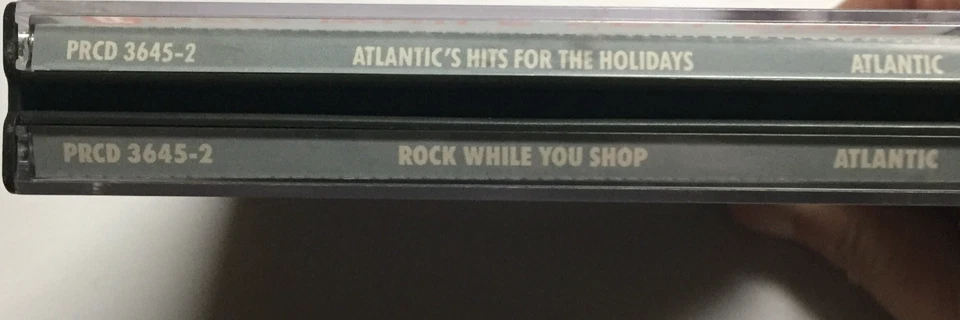 PRCD 3645-2 ATLANTIC'S HITS FOR THE HOLIDAYS ATLANTIC
PRCD 3645-2 ROCK WHILE YOU SHOP ATLANTIC